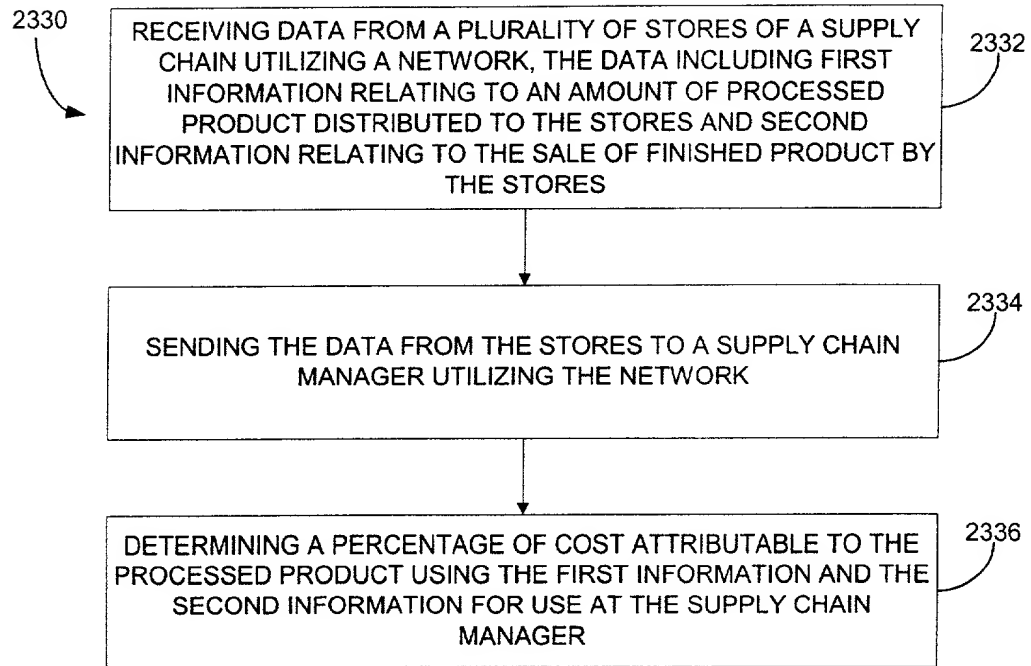 2330
RECEIVING DATA FROM A PLURALITY OF STORES OF A SUPPLY
CHAIN UTILIZING A NETWORK, THE DATA INCLUDING FIRST
INFORMATION RELATING TO AN AMOUNT OF PROCESSED
PRODUCT DISTRIBUTED TO THE STORES AND SECOND
INFORMATION RELATING TO THE SALE OF FINISHED PRODUCT BY
THE STORES
2332
SENDING THE DATA FROM THE STORES TO A SUPPLY CHAIN
MANAGER UTILIZING THE NETWORK
2334
DETERMINING A PERCENTAGE OF COST ATTRIBUTABLE TO THE
PROCESSED PRODUCT USING THE FIRST INFORMATION AND THE
SECOND INFORMATION FOR USE AT THE SUPPLY CHAIN
MANAGER
2336